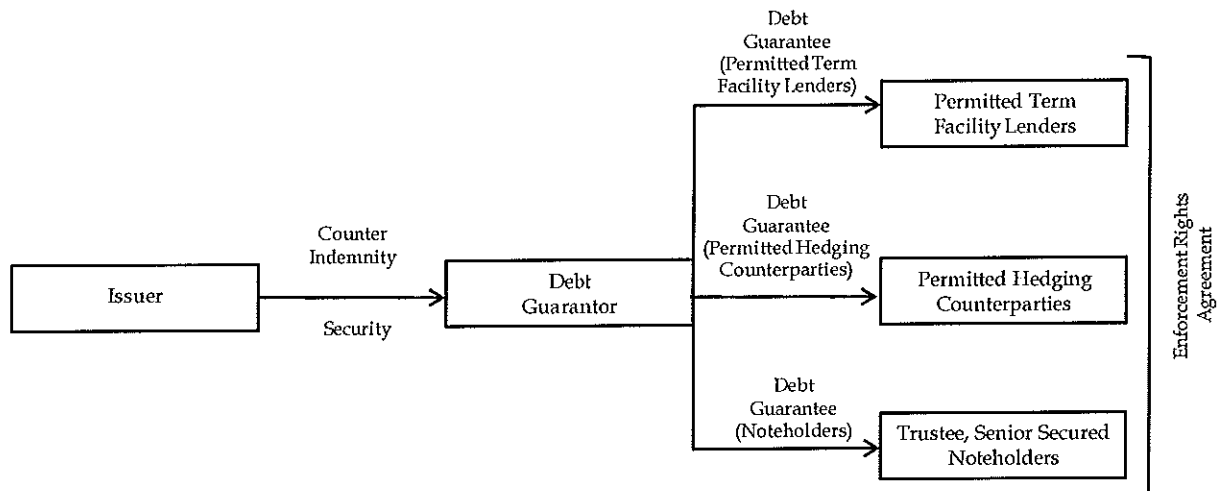 Issuer
Counter
Indemnity
Security
Debt
Guarantor
Debt
Guarantee
(Permitted Term
Facility Lenders)
Permitted Term
Facility Lenders
Debt
Guarantee
(Permitted Hedging
Counterparties)
Permitted Hedging
Counterparties
Debt
Guarantee
(Noteholders)
Trustee, Senior Secured
Noteholders
Enforcement Rights
Agreement